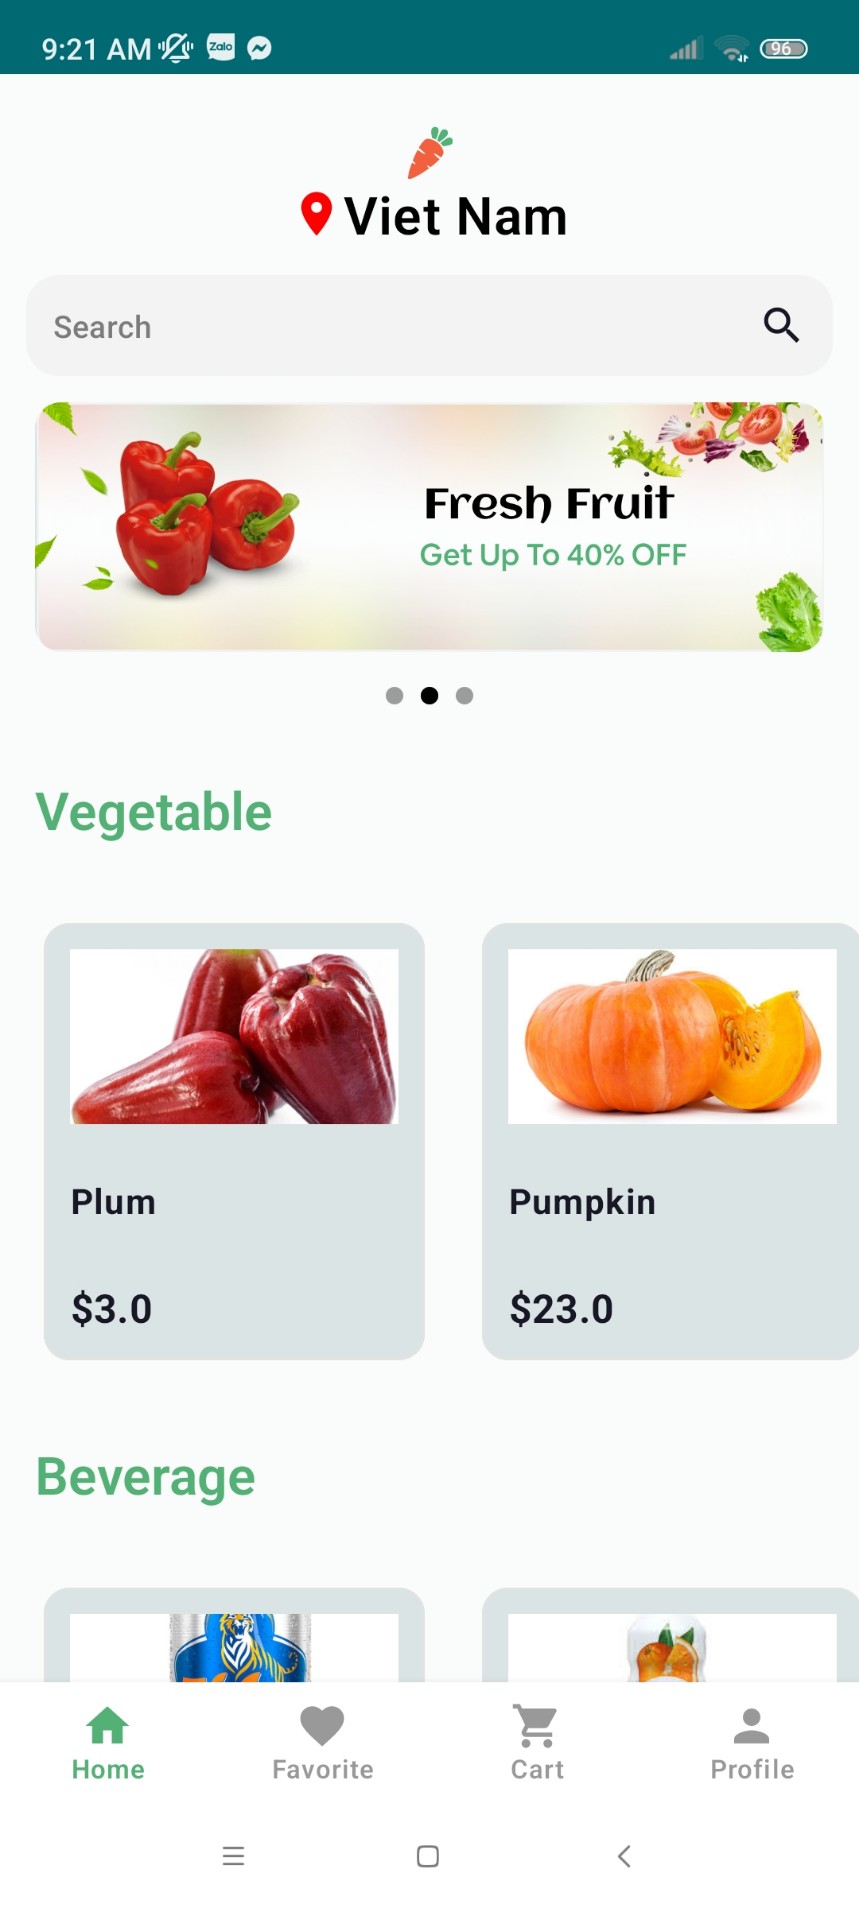 9:21 AM Zalo 96
Viet Nam
Search
Fresh Fruit
Get Up To 40% OFF
Vegetable
Plum Pumpkin
$3.0 $23.0
Beverage
Home Favorite Cart Profile